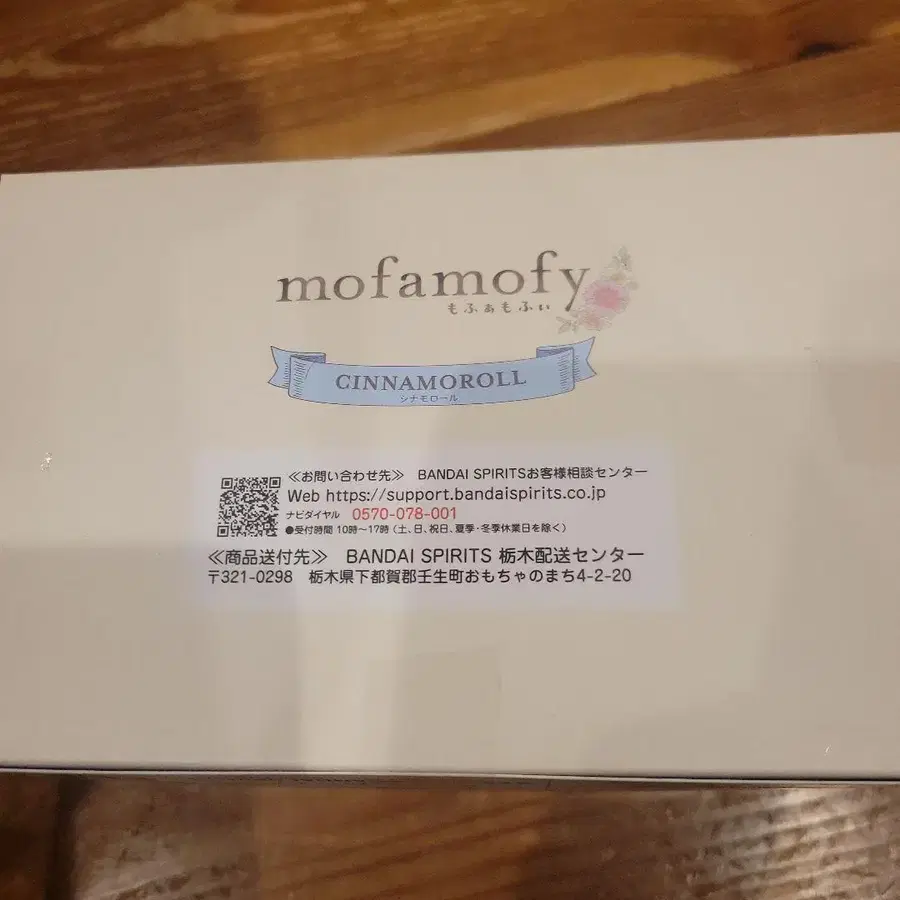 mofamofy
もふぁもふぃ
CINNAMOROLL
シナモロール
≪お問い合わせ先≫ BANDAI SPIRITSお客様相談センター
Web https://support.bandaispirits.co.jp
ナビダイヤル 0570-078-001
●受付時間 10時~17時 (土、日、祝日、夏季・冬季休業日を除く)
≪商品送付先≫ BANDAI SPIRITS 栃木配送センター
〒321-0298 栃木県下都賀郡壬生町おもちゃのまち4-2-20